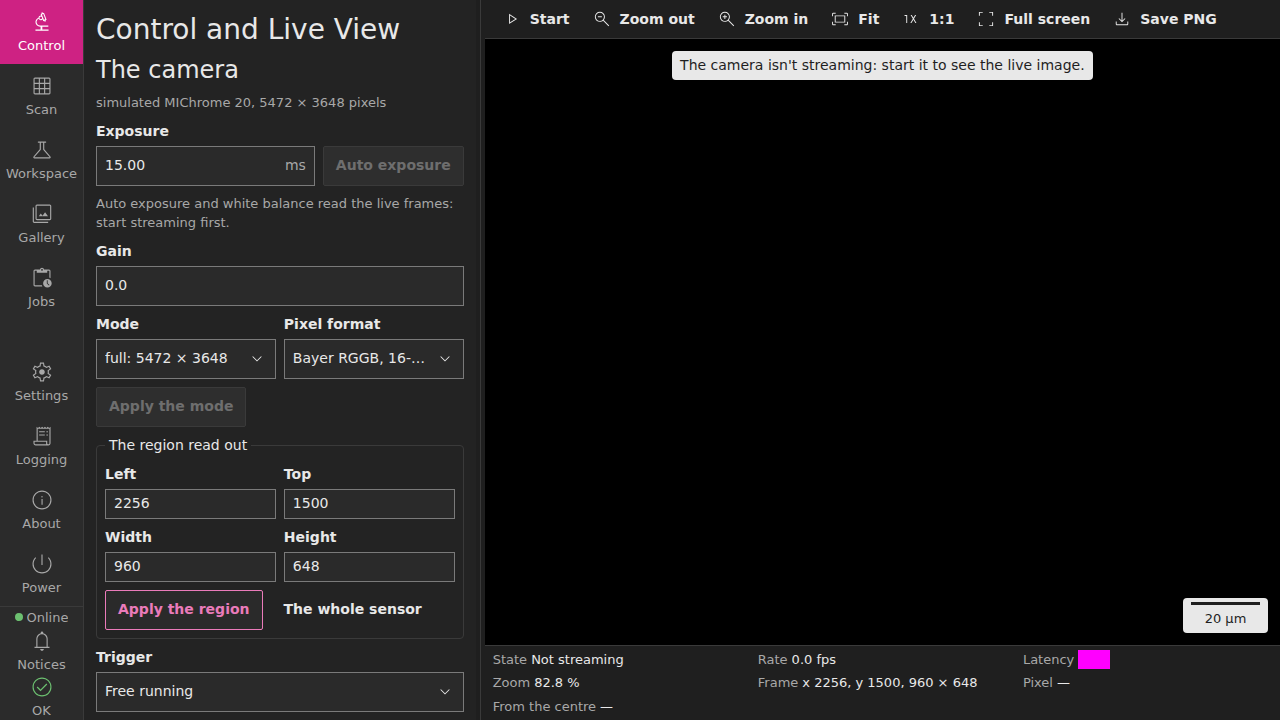 Control
Scan
Workspace
Gallery
Jobs
Settings
Logging
About
Power
Online
Notices
OK
Control and Live View
The camera
simulated MIChrome 20, 5472 × 3648 pixels
Exposure
15.00 ms
Auto exposure
Auto exposure and white balance read the live frames:
start streaming first.
Gain
0.0
Mode
Pixel format
full: 5472 × 3648
Bayer RGGB, 16-...
Apply the mode
The region read out
Left
Top
2256
1500
Width
Height
960
648
Apply the region
The whole sensor
Trigger
Free running
Start
Zoom out
Zoom in
Fit
1X 1:1
Full screen
Save PNG
The camera isn't streaming: start it to see the live image.
20 µm
State Not streaming
Rate 0.0 fps
Latency
Zoom 82.8 %
Frame x 2256, y 1500, 960 × 648
Pixel —
From the centre —